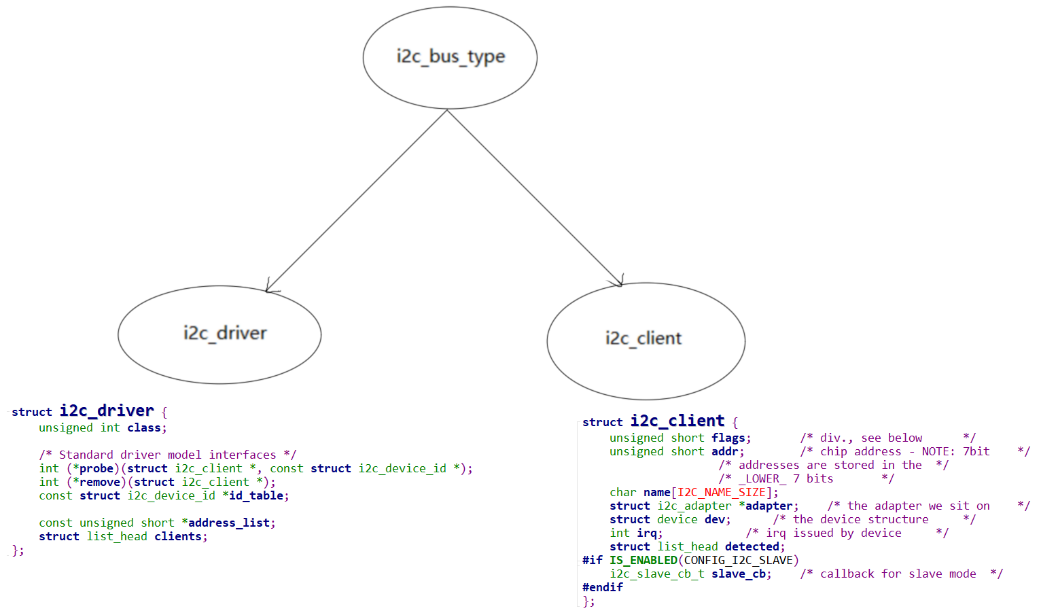 i2c_bus_type
i2c_driver
i2c_client
struct i2c_driver {
unsigned int class;
/* Standard driver model interfaces */
int (*probe)(struct i2c_client *, const struct i2c_device_id *);
int (*remove)(struct i2c_client *);
const struct i2c_device_id *id_table;
const unsigned short *address_list;
struct list_head clients;
};
struct i2c_client {
unsigned short flags; /* div., see below */
unsigned short addr; /* chip address - NOTE: 7bit */
/* addresses are stored in the */
/* _LOWER_ 7 bits */
char name[I2C_NAME_SIZE];
struct i2c_adapter *adapter; /* the adapter we sit on */
struct device dev; /* the device structure */
int irq; /* irq issued by device */
struct list_head detected;
#if IS_ENABLED(CONFIG_I2C_SLAVE)
i2c_slave_cb_t slave_cb; /* callback for slave mode */
#endif
};